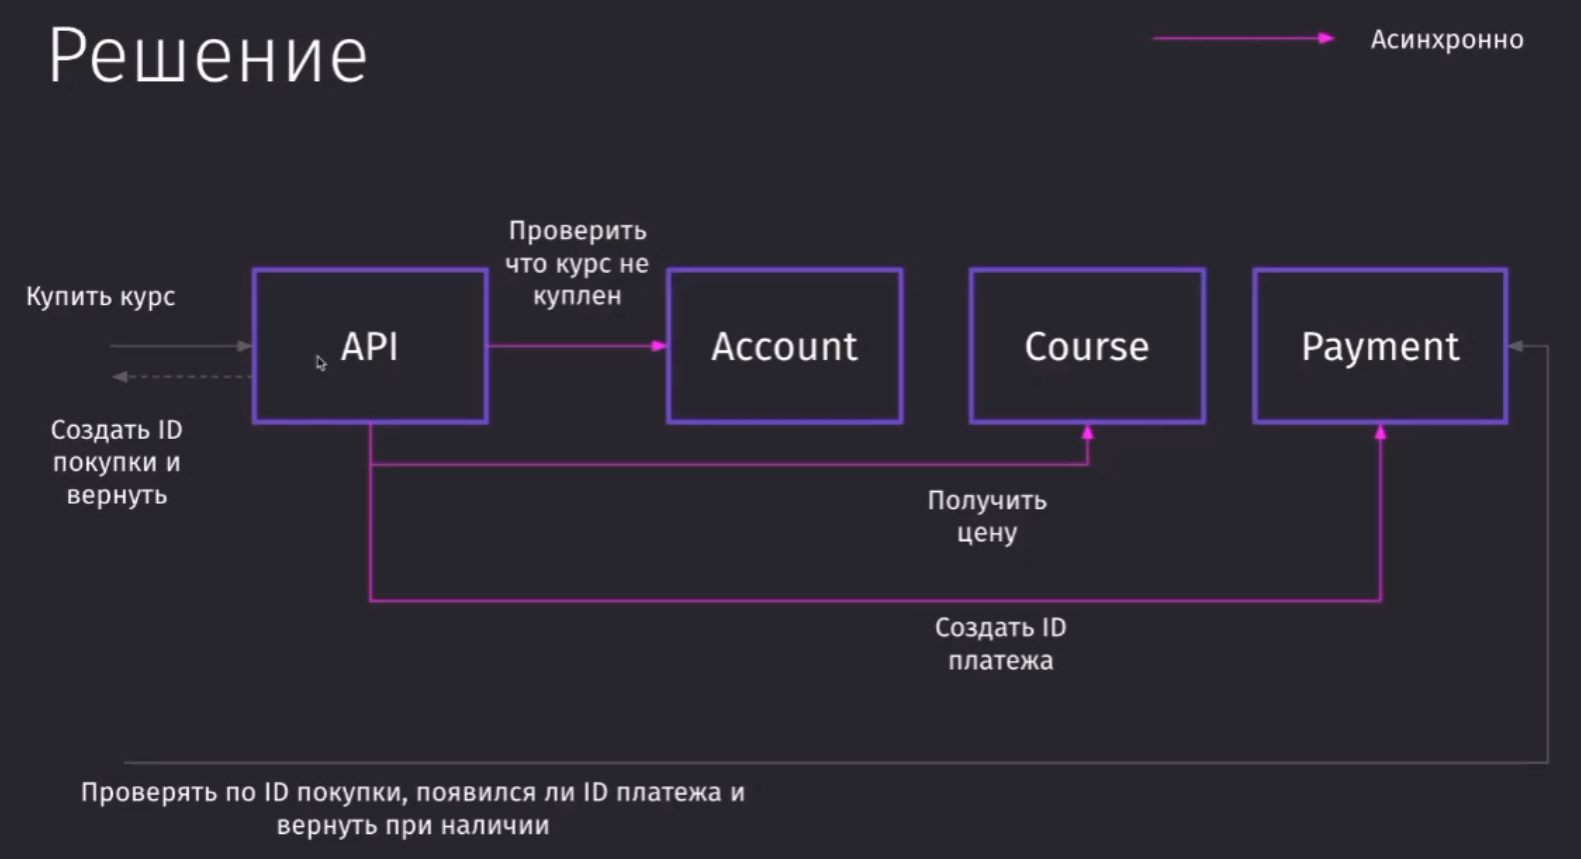 Решение
Асинхронно
Купить курс
API
Проверить
что курс не
куплен
Account
Course
Payment
Создать ID
покупки и
вернуть
Получить
цену
Создать ID
платежа
Проверять по ID покупки, появился ли ID платежа и
вернуть при наличии